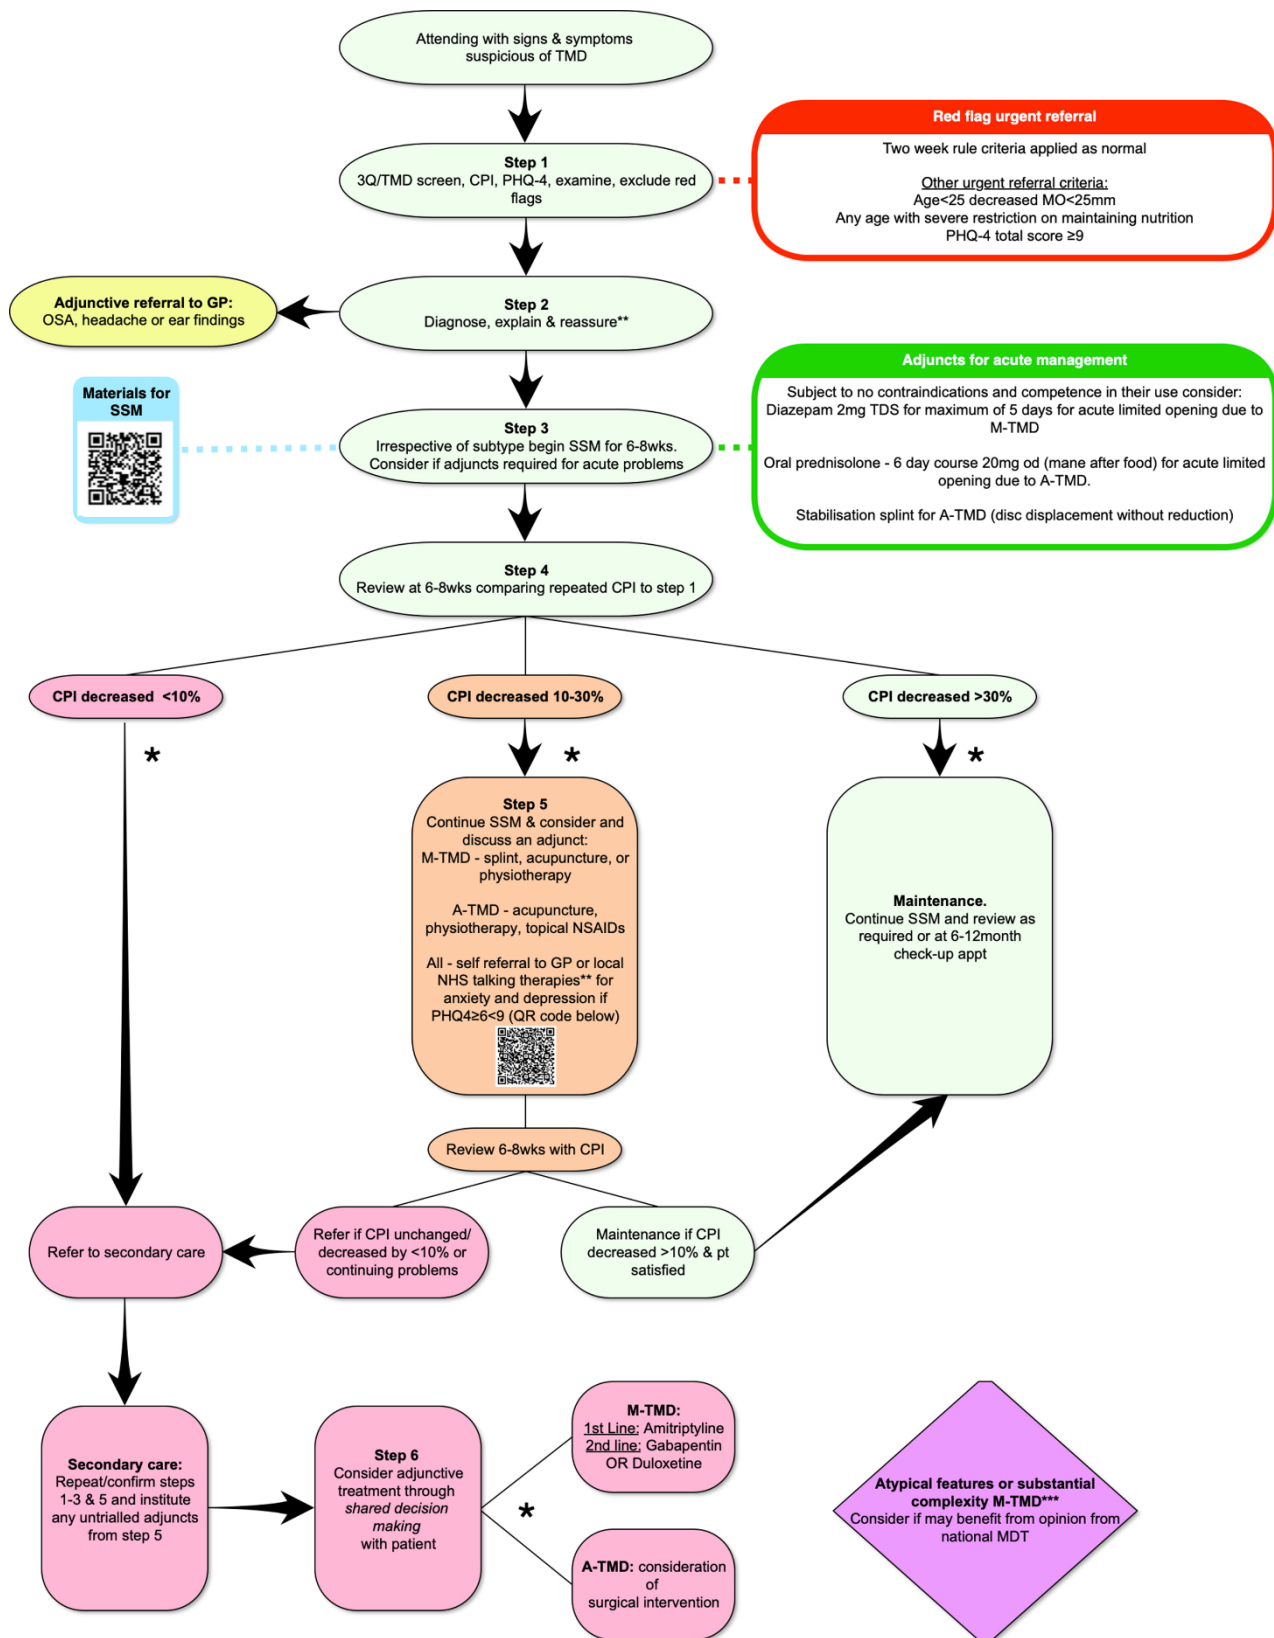 Attending with signs & symptoms
suspicious of TMD
Red flag urgent referral
Two week rule criteria applied as normal
Other urgent referral criteria:
Age<25 decreased MO<25mm
Any age with severe restriction on maintaining nutrition
PHQ-4 total score ≥9
Step 1
3Q/TMD screen, CPI, PHQ-4, examine, exclude red
flags
Adjunctive referral to GP:
OSA, headache or ear findings
Step 2
Diagnose, explain & reassure**
Adjuncts for acute management
Subject to no contraindications and competence in their use consider:
Diazepam 2mg TDS for maximum of 5 days for acute limited opening due to
M-TMD
Oral prednisolone - 6 day course 20mg od (mane after food) for acute limited
opening due to A-TMD.
Stabilisation splint for A-TMD (disc displacement without reduction)
Materials for
SSM
Step 3
Irrespective of subtype begin SSM for 6-8wks.
Consider if adjuncts required for acute problems
Step 4
Review at 6-8wks comparing repeated CPI to step 1
CPI decreased <10%
CPI decreased 10-30%
CPI decreased >30%
*
*
*
Step 5
Continue SSM & consider and
discuss an adjunct:
M-TMD - splint, acupuncture, or
physiotherapy
A-TMD - acupuncture,
physiotherapy, topical NSAIDs
All - self referral to GP or local
NHS talking therapies** for
anxiety and depression if
PHQ4≥6<9 (QR code below)
Maintenance.
Continue SSM and review as
required or at 6-12month
check-up appt
Review 6-8wks with CPI
Refer to secondary care
Refer if CPI unchanged/
decreased by <10% or
continuing problems
Maintenance if CPI
decreased >10% & pt
satisfied
Secondary care:
Repeat/confirm steps
1-3 & 5 and institute
any untrialled adjuncts
from step 5
Step 6
Consider adjunctive
treatment through
shared decision
making
with patient
*
M-TMD:
1st Line: Amitriptyline
2nd line: Gabapentin
OR Duloxetine
A-TMD: consideration
of
surgical intervention
Atypical features or substantial
complexity M-TMD***
Consider if may benefit from opinion from
national MDT